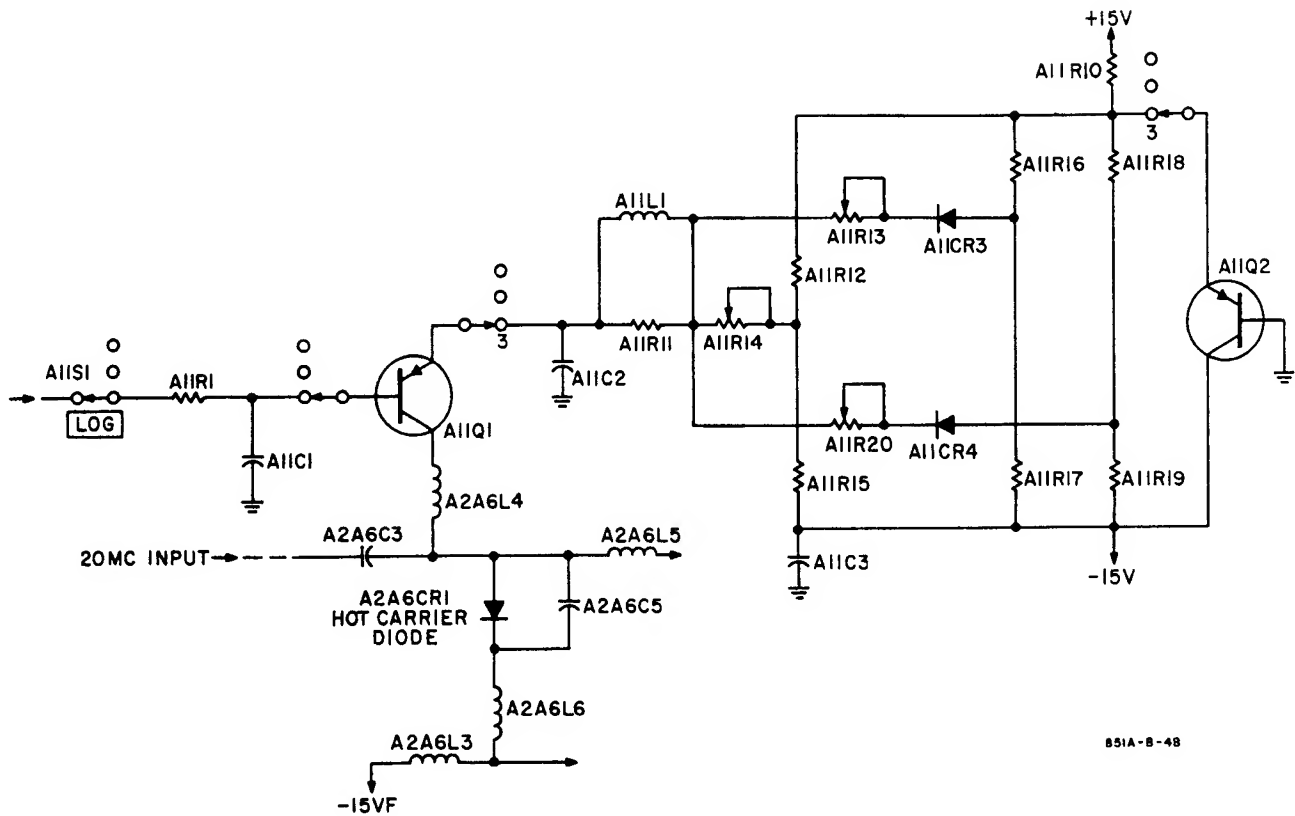 +15V
A11R10
3
A11R16
A11R18
A11L1
A11R13
A11CR3
A11R12
A11Q2
3
A11R11
A11R14
A11C2
A11S1
LOG
A11R1
A11Q1
A11C1
A11R20
A11CR4
A11R15
A11R17
A11R19
A2A6L4
A2A6C3
A2A6L5
20MC INPUT
A11C3
-15V
A2A6CR1
HOT CARRIER
DIODE
A2A6C5
A2A6L6
A2A6L3
-15VF
851A-B-48